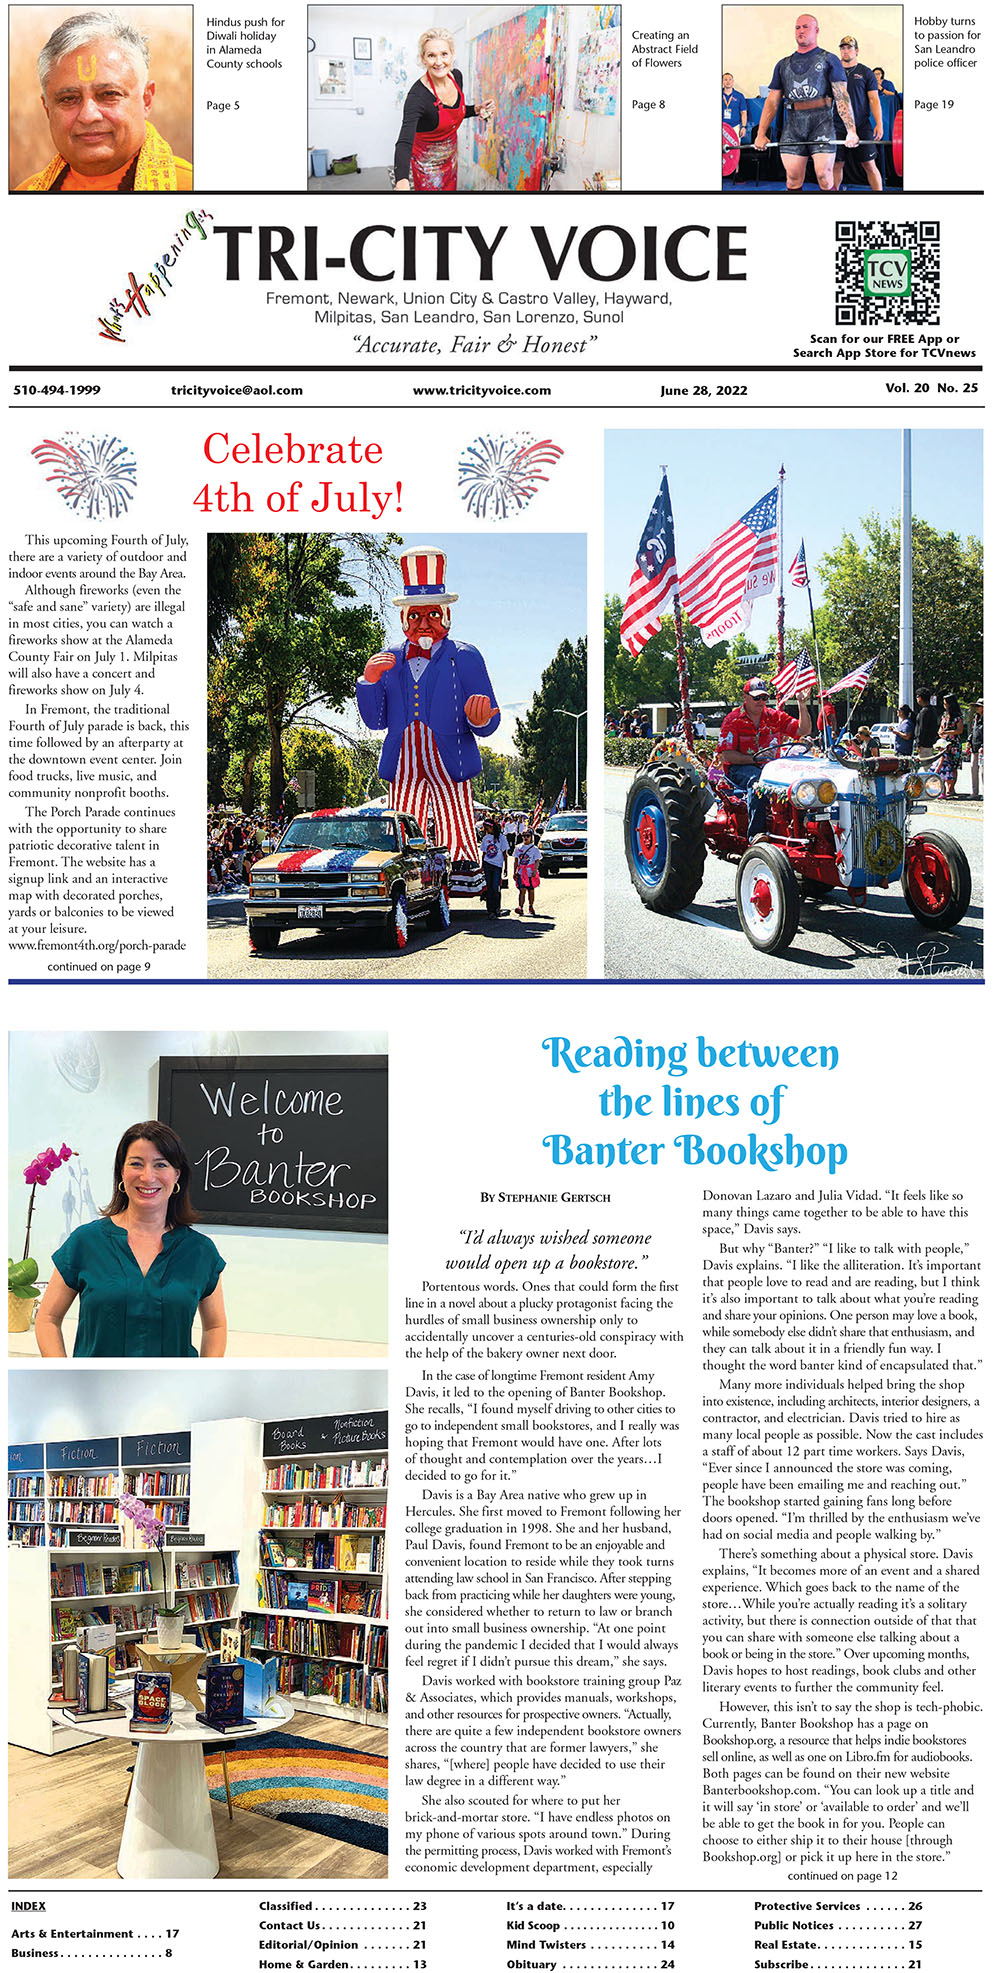 Hindus push for
Diwali holiday
in Alameda
County schools
Page 5
Creating an
Abstract Field
of Flowers
Page 8
Hobby turns
to passion for
San Leandro
police officer
Page 19
What's Happening's
TRI-CITY VOICE
Fremont, Newark, Union City & Castro Valley, Hayward,
Milpitas, San Leandro, San Lorenzo, Sunol
“Accurate, Fair & Honest”
TCV
NEWS
Scan for our FREE App or
Search App Store for TCVnews
510-494-1999 tricityvoice@aol.com www.tricityvoice.com June 28, 2022 Vol. 20 No. 25
Celebrate
4th of July!
This upcoming Fourth of July,
there are a variety of outdoor and
indoor events around the Bay Area.
Although fireworks (even the
“safe and sane” variety) are illegal
in most cities, you can watch a
fireworks show at the Alameda
County Fair on July 1. Milpitas
will also have a concert and
fireworks show on July 4.
In Fremont, the traditional
Fourth of July parade is back, this
time followed by an afterparty at
the downtown event center. Join
food trucks, live music, and
community nonprofit booths.
The Porch Parade continues
with the opportunity to share
patriotic decorative talent in
Fremont. The website has a
signup link and an interactive
map with decorated porches,
yards or balconies to be viewed
at your leisure.
www.fremont4th.org/porch-parade
continued on page 9
We Su
Troops
Welcome
to
Banter
BOOKSHOP
Fiction
Fiction
Board
Books
Nonfiction
Picture Books
Beginner Readers
SPACE
CLOCK
PRIDE
Reading between
the lines of
Banter Bookshop
BY STEPHANIE GERTSCH
“I’d always wished someone
would open up a bookstore.”
Portentous words. Ones that could form the first
line in a novel about a plucky protagonist facing the
hurdles of small business ownership only to
accidentally uncover a centuries-old conspiracy with
the help of the bakery owner next door.
In the case of longtime Fremont resident Amy
Davis, it led to the opening of Banter Bookshop.
She recalls, “I found myself driving to other cities to
go to independent small bookstores, and I really was
hoping that Fremont would have one. After lots
of thought and contemplation over the years…I
decided to go for it.”
Davis is a Bay Area native who grew up in
Hercules. She first moved to Fremont following her
college graduation in 1998. She and her husband,
Paul Davis, found Fremont to be an enjoyable and
convenient location to reside while they took turns
attending law school in San Francisco. After stepping
back from practicing while her daughters were young,
she considered whether to return to law or branch
out into small business ownership. “At one point
during the pandemic I decided that I would always
feel regret if I didn’t pursue this dream,” she says.
Davis worked with bookstore training group Paz
& Associates, which provides manuals, workshops,
and other resources for prospective owners. “Actually,
there are quite a few independent bookstore owners
across the country that are former lawyers,” she
shares, “[where] people have decided to use their
law degree in a different way.”
She also scouted for where to put her
brick-and-mortar store. “I have endless photos on
my phone of various spots around town.” During
the permitting process, Davis worked with Fremont’s
economic development department, especially
Donovan Lazaro and Julia Vidad. “It feels like so
many things came together to be able to have this
space,” Davis says.
But why “Banter?” “I like to talk with people,”
Davis explains. “I like the alliteration. It’s important
that people love to read and are reading, but I think
it’s also important to talk about what you’re reading
and share your opinions. One person may love a book,
while somebody else didn’t share that enthusiasm, and
they can talk about it in a friendly fun way. I
thought the word banter kind of encapsulated that.”
Many more individuals helped bring the shop
into existence, including architects, interior designers, a
contractor, and electrician. Davis tried to hire as
many local people as possible. Now the cast includes
a staff of about 12 part time workers. Says Davis,
“Ever since I announced the store was coming,
people have been emailing me and reaching out.”
The bookshop started gaining fans long before
doors opened. “I’m thrilled by the enthusiasm we’ve
had on social media and people walking by.”
There’s something about a physical store. Davis
explains, “It becomes more of an event and a shared
experience. Which goes back to the name of the
store…While you’re actually reading it’s a solitary
activity, but there is connection outside of that that
you can share with someone else talking about a
book or being in the store.” Over upcoming months,
Davis hopes to host readings, book clubs and other
literary events to further the community feel.
However, this isn’t to say the shop is tech-phobic.
Currently, Banter Bookshop has a page on
Bookshop.org, a resource that helps indie bookstores
sell online, as well as one on Libro.fm for audiobooks.
Both pages can be found on their new website
Banterbookshop.com. “You can look up a title and
it will say ‘in store’ or ‘available to order’ and we’ll
be able to get the book in for you. People can
choose to either ship it to their house [through
Bookshop.org] or pick it up here in the store.”
continued on page 12
INDEX
Arts & Entertainment . . . . 17
Business . . . . . . . . . . . . . . . 8
Classified . . . . . . . . . . . . . . 23
Contact Us . . . . . . . . . . . . . 21
Editorial/Opinion . . . . . . . 21
Home & Garden . . . . . . . . . 13
It’s a date. . . . . . . . . . . . . . 17
Kid Scoop . . . . . . . . . . . . . . 10
Mind Twisters . . . . . . . . . . 14
Obituary . . . . . . . . . . . . . . 24
Protective Services . . . . . . 26
Public Notices . . . . . . . . . . 27
Real Estate. . . . . . . . . . . . . 15
Subscribe . . . . . . . . . . . . . . 21